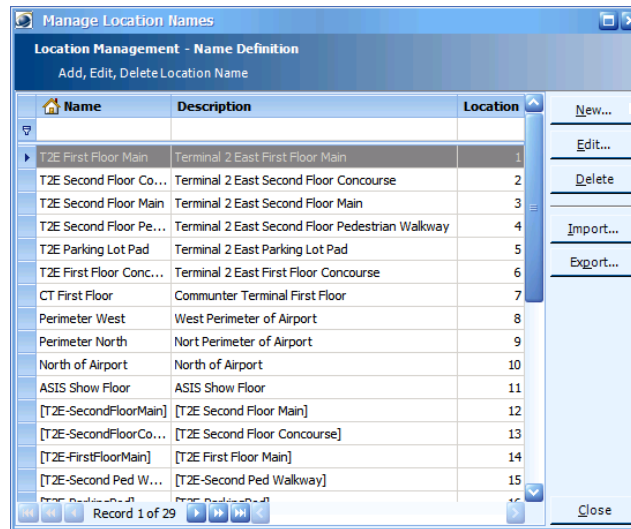 Manage Location Names
Location Management - Name Definition
Add, Edit, Delete Location Name
Name Description Location
T2E First Floor Main Terminal 2 East First Floor Main 1
T2E Second Floor Co... Terminal 2 East Second Floor Concourse 2
T2E Second Floor Main Terminal 2 East Second Floor Main 3
T2E Second Floor Pe... Terminal 2 East Second Floor Pedestrian Walkway 4
T2E Parking Lot Pad Terminal 2 East Parking Lot Pad 5
T2E First Floor Conc... Terminal 2 East First Floor Concourse 6
CT First Floor Communter Terminal First Floor 7
Perimeter West West Perimeter of Airport 8
Perimeter North Nort Perimeter of Airport 9
North of Airport North of Airport 10
ASIS Show Floor ASIS Show Floor 11
[T2E-SecondFloorMain] [T2E Second Floor Main] 12
[T2E-SecondFloorCo... [T2E Second Floor Concourse] 13
[T2E-FirstFloorMain] [T2E First Floor Main] 14
[T2E-Second Ped W... [T2E-Second Ped Walkway] 15
Record 1 of 29
New...
Edit...
Delete
Import...
Export...
Close